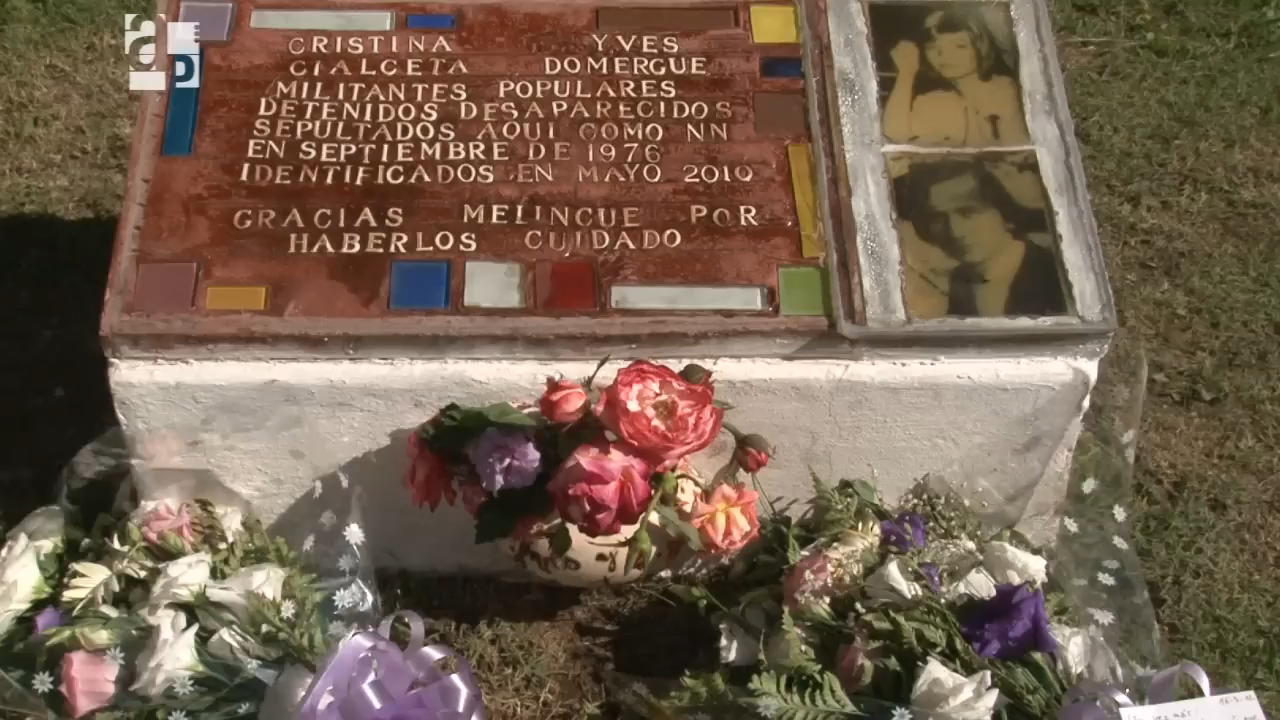 CRISTINA YVES
CIALCETA DOMERGUE
MILITANTES POPULARES
DETENIDOS DESAPARECIDOS
SEPULTADOS AQUI COMO NN
EN SEPTIEMBRE DE 1976
IDENTIFICADOS EN MAYO 2010
GRACIAS MELINCUE POR
HABERLOS CUIDADO